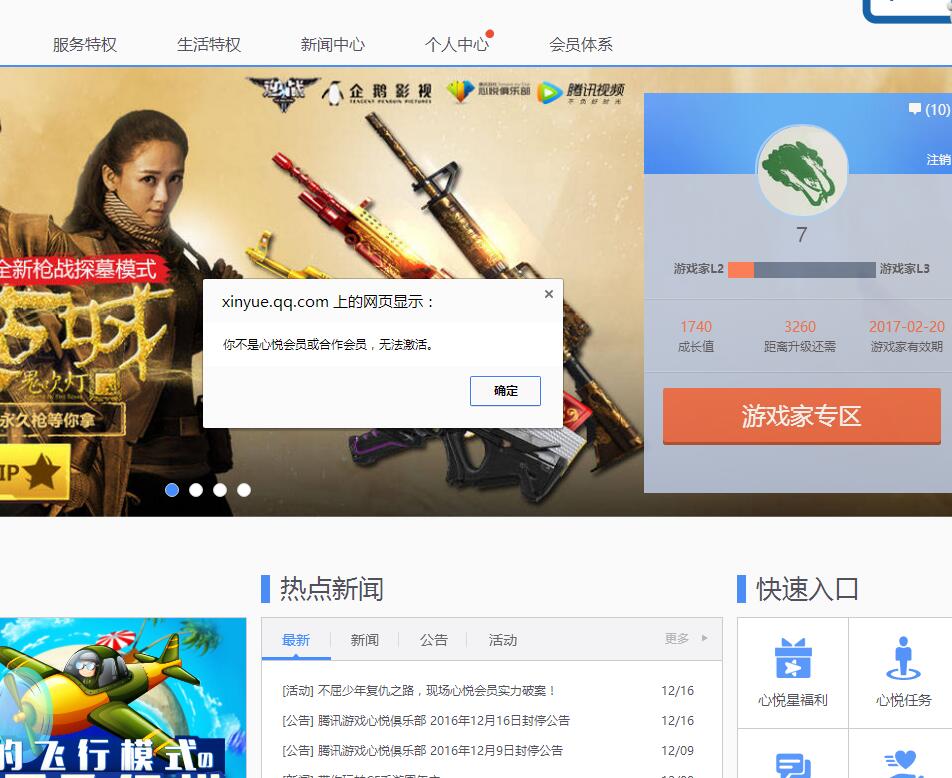 服务特权 生活特权 新闻中心 个人中心 会员体系
逆战 企鹅影视 心悦俱乐部 腾讯视频
TENCENT PENGUIN PICTURES
不负好时光
(10)
注销
7
全新枪战探墓模式
游戏家L2 游戏家L3
xinyue.qq.com 上的网页显示：
你不是心悦会员或合作会员，无法激活。
确定
1740 3260 2017-02-20
成长值 距离升级还需 游戏家有效期
鬼吹灯
永久枪等你拿
游戏家专区
IP
热点新闻
快速入口
最新 新闻 公告 活动 更多
[活动] 不屈少年复仇之路，现场心悦会员实力破案！ 12/16
[公告] 腾讯游戏心悦俱乐部 2016年12月16日封停公告 12/16
[公告] 腾讯游戏心悦俱乐部 2016年12月9日封停公告 12/09
心悦星福利 心悦任务
的飞行模式の